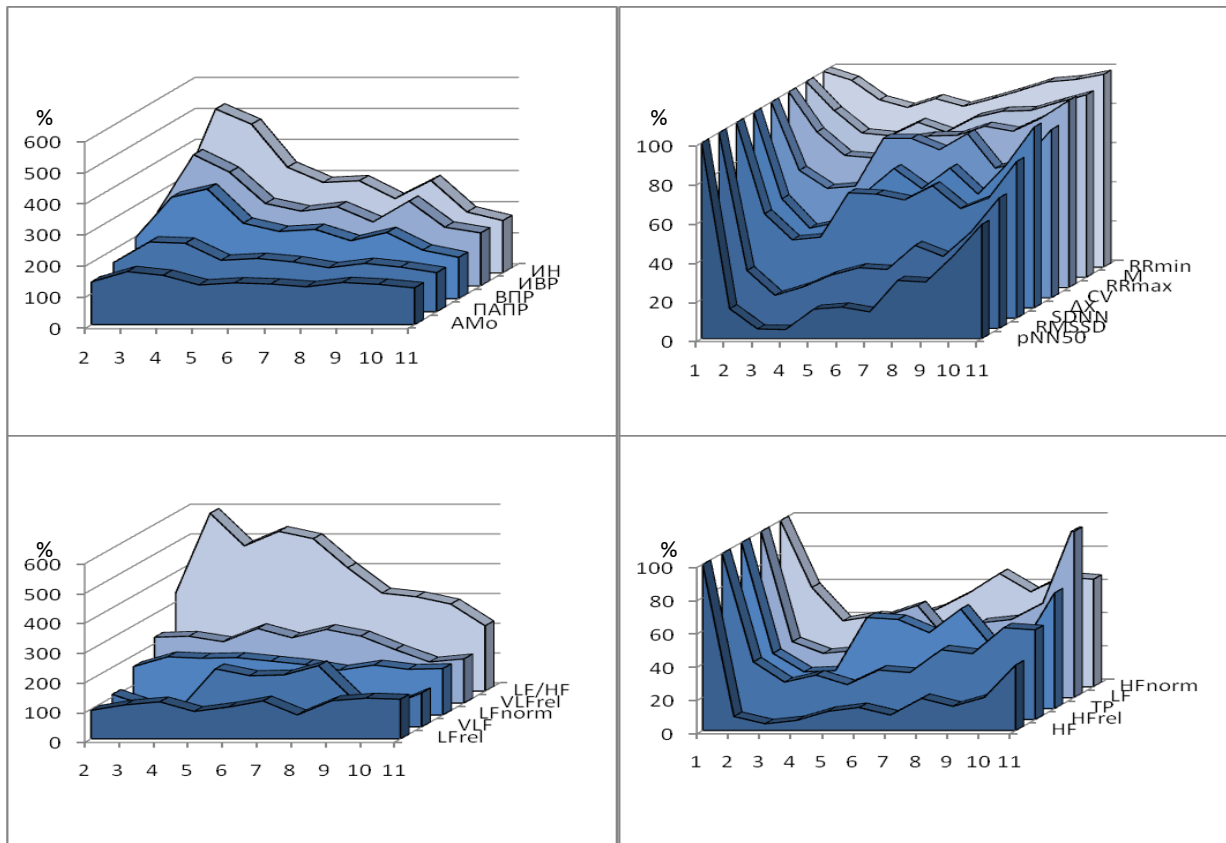 %
600
500
400
300
200
100
0
2 3 4 5 6 7 8 9 10 11
ИН
ИВР
ВПР
ПАПР
АМо
%
100
80
60
40
20
0
1 2 3 4 5 6 7 8 9 10 11
RRmin
M
RRmax
CV
ΔX
SDNN
RMSSD
pNN50
%
600
500
400
300
200
100
0
2 3 4 5 6 7 8 9 10 11
LF/HF
VLFrel
LFnorm
VLF
LFrel
%
100
80
60
40
20
0
1 2 3 4 5 6 7 8 9 10 11
HFnorm
LF
TP
HFrel
HF